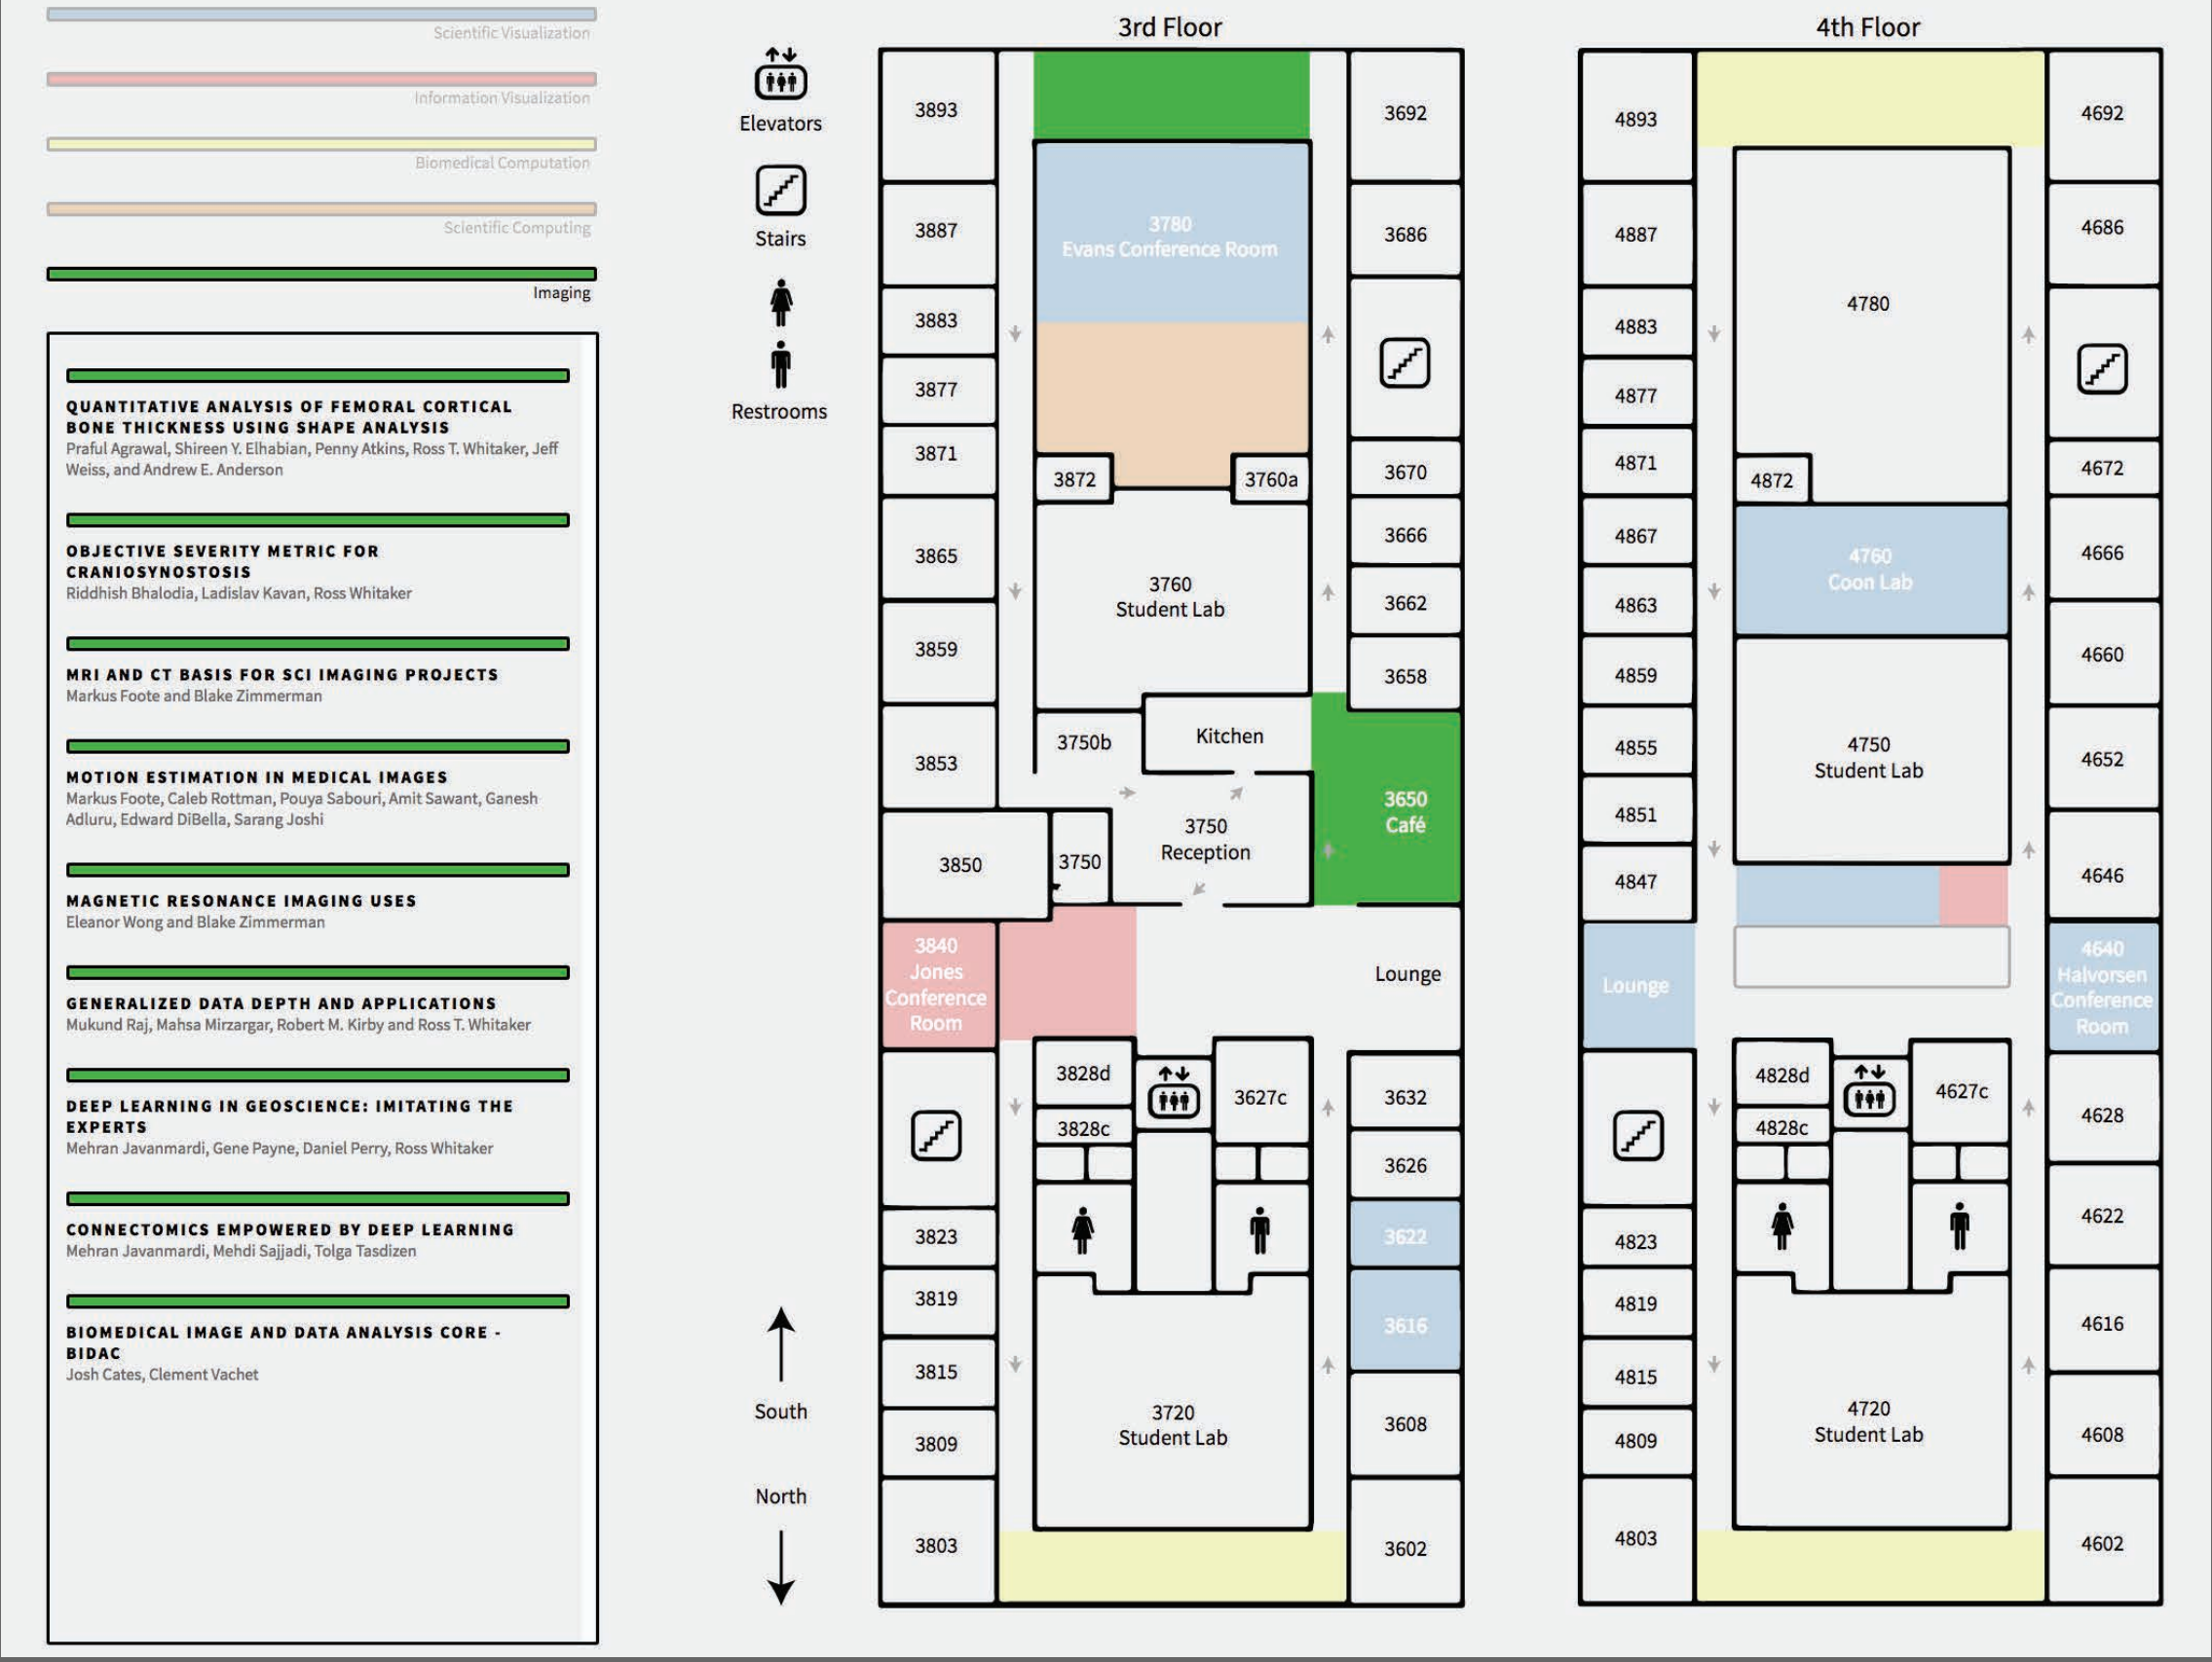 Scientific Visualization
Information Visualization
Biomedical Computation
Scientific Computing
Imaging
QUANTITATIVE ANALYSIS OF FEMORAL CORTICAL
BONE THICKNESS USING SHAPE ANALYSIS
Praful Agrawal, Shireen Y. Elhabian, Penny Atkins, Ross T. Whitaker, Jeff
Weiss, and Andrew E. Anderson
OBJECTIVE SEVERITY METRIC FOR
CRANIOSYNOSTOSIS
Riddhish Bhalodia, Ladislav Kavan, Ross Whitaker
MRI AND CT BASIS FOR SCI IMAGING PROJECTS
Markus Foote and Blake Zimmerman
MOTION ESTIMATION IN MEDICAL IMAGES
Markus Foote, Caleb Rottman, Pouya Sabouri, Amit Sawant, Ganesh
Adluru, Edward DiBella, Sarang Joshi
MAGNETIC RESONANCE IMAGING USES
Eleanor Wong and Blake Zimmerman
GENERALIZED DATA DEPTH AND APPLICATIONS
Mukund Raj, Mahsa Mirzargar, Robert M. Kirby and Ross T. Whitaker
DEEP LEARNING IN GEOSCIENCE: IMITATING THE
EXPERTS
Mehran Javanmardi, Gene Payne, Daniel Perry, Ross Whitaker
CONNECTOMICS EMPOWERED BY DEEP LEARNING
Mehran Javanmardi, Mehdi Sajjadi, Tolga Tasdizen
BIOMEDICAL IMAGE AND DATA ANALYSIS CORE -
BIDAC
Josh Cates, Clement Vachet
Elevators
Stairs
Restrooms
South
North
3rd Floor
3893
3887
3883
3877
3871
3865
3859
3853
3850
3840
Jones
Conference
Room
3823
3819
3815
3809
3803
3780
Evans Conference Room
3872
3760a
3760
Student Lab
3750b
Kitchen
3750
Reception
3750
3828d
3828c
3627c
3720
Student Lab
3692
3686
3670
3666
3662
3658
3650
Café
Lounge
3632
3626
3622
3616
3608
3602
4th Floor
4893
4887
4883
4877
4871
4867
4863
4859
4855
4851
4847
Lounge
4823
4819
4815
4809
4803
4780
4872
4760
Coon Lab
4750
Student Lab
4828d
4828c
4627c
4720
Student Lab
4692
4686
4672
4666
4660
4652
4646
4640
Halvorsen
Conference
Room
4628
4622
4616
4608
4602